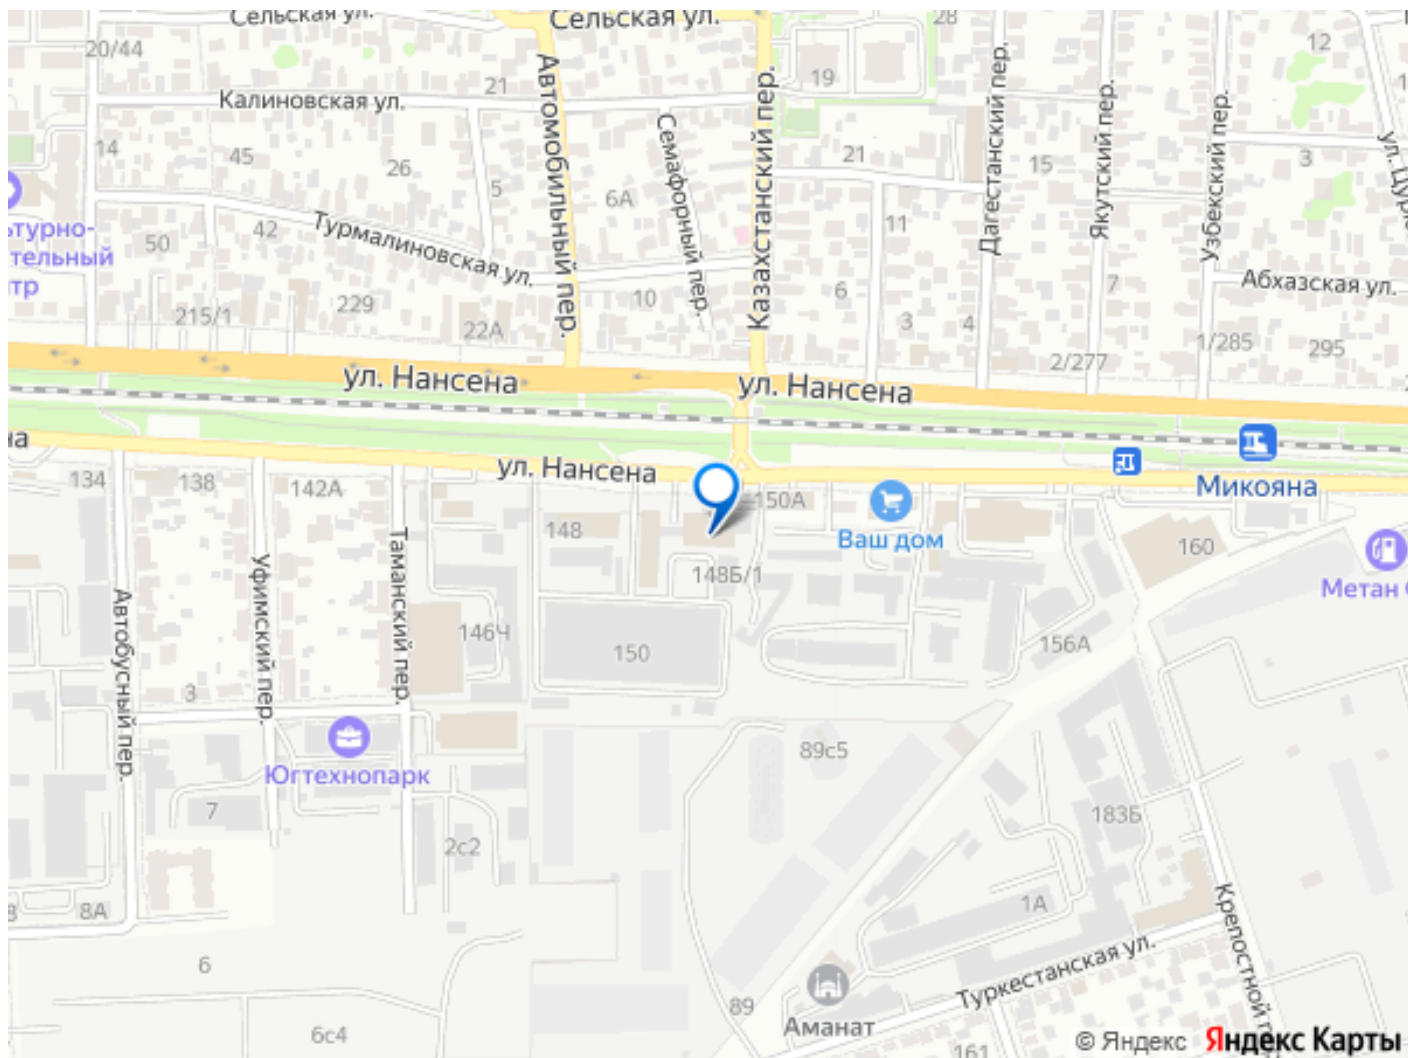 Сельская ул.
Сельская ул.
28
12
20/44
Автомобильный пер.
Казахстанский пер.
19
21
Калиновская ул.
Семафорный пер.
Дагестанский пер.
Якутский пер.
Узбекский пер.
14
45
26
5
6А
21
15
3
50
42
Турмалиновская ул.
11
тельный
229
10
6
7
Абхазская ул.
215/1
22А
3
4
2/277
1/285
295
ул. Нансена
ул. Нансена
134
138
142А
ул. Нансена
150А
Микояна
148
Ваш дом
160
Таманский пер.
Уфимский пер.
Автобусный пер.
148Б/1
Метан
146Ч
150
156А
3
Югтехнопарк
89с5
7
183Б
2с2
8А
1А
Крепостной п
6
Туркестанская ул.
89
Аманат
6с4
161
© Яндекс Яндекс Карты